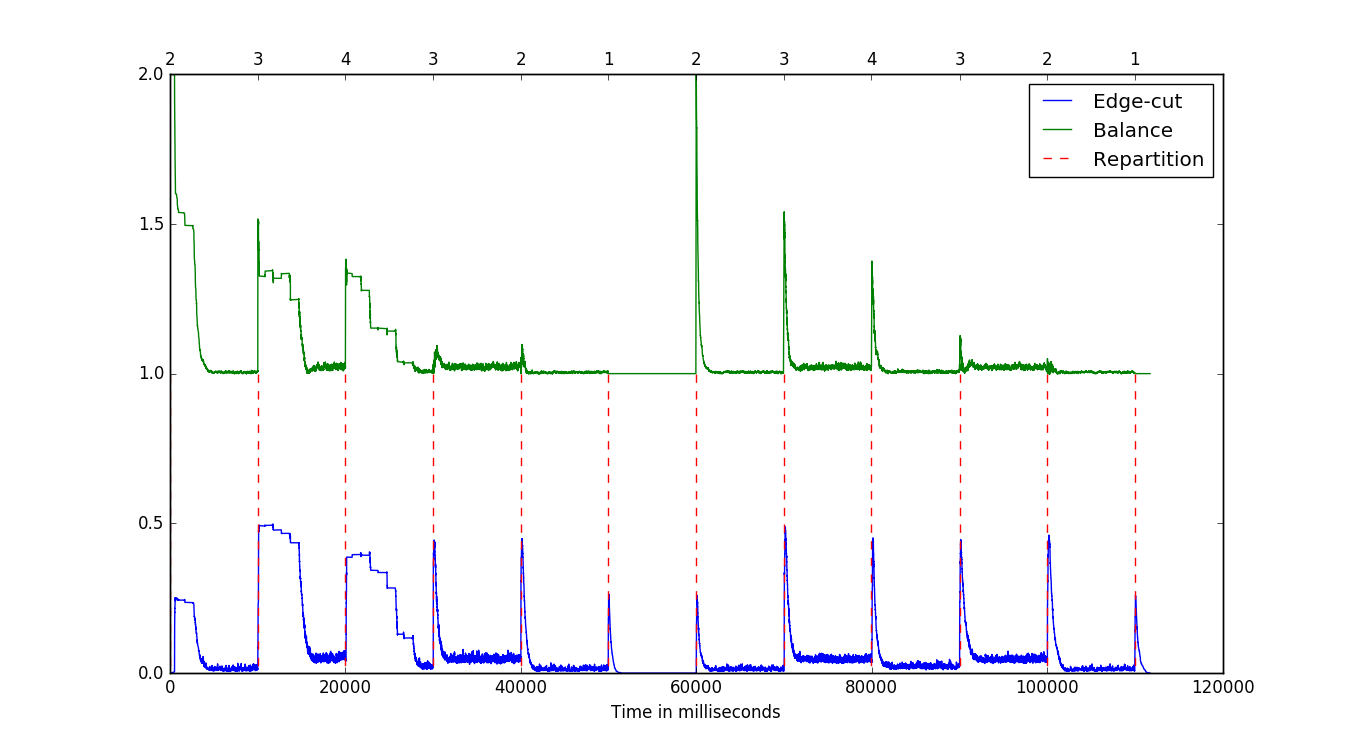 2 3 4 3 2 1 2 3 4 3 2 1
2.0
Edge-cut
Balance
Repartition
1.5
1.0
0.5
0.0
0 20000 40000 60000 80000 100000 120000
Time in milliseconds